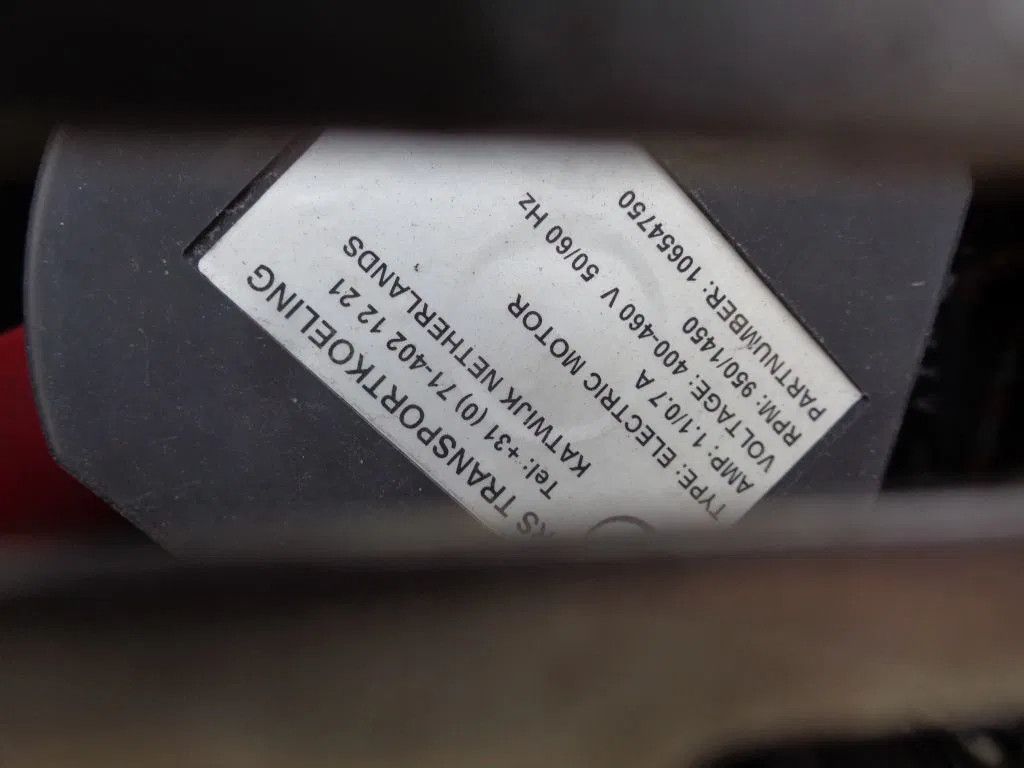 RS TRANSPORTKOELING
Tel: +31 (0) 71-402 12 21
KATWIJK NETHERLANDS
TYPE: ELECTRIC MOTOR
AMP: 1.1/0.7 A
VOLTAGE: 400-460 V 50/60 Hz
RPM: 950/1450
PARTNUMBER: 10654750